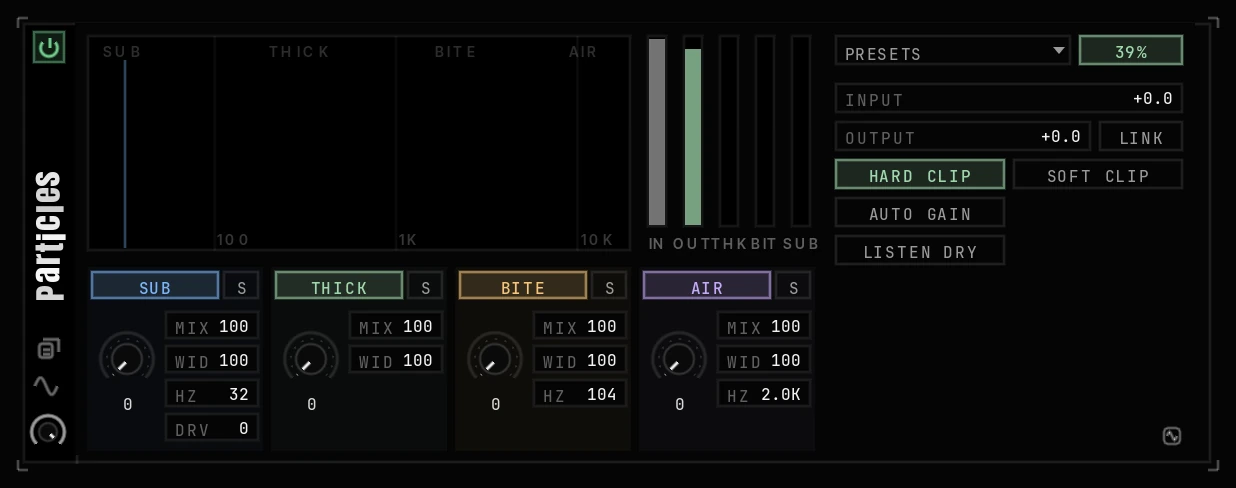 SUB THICK BITE AIR
100 1K 10K
IN OUT THK BIT SUB
PRESETS 39%
INPUT +0.0
OUTPUT +0.0 LINK
HARD CLIP SOFT CLIP
AUTO GAIN
LISTEN DRY
Particles
SUB S
MIX 100
WID 100
HZ 32
DRV 0
0
THICK S
MIX 100
WID 100
0
BITE S
MIX 100
WID 100
HZ 104
0
AIR S
MIX 100
WID 100
HZ 2.0K
0